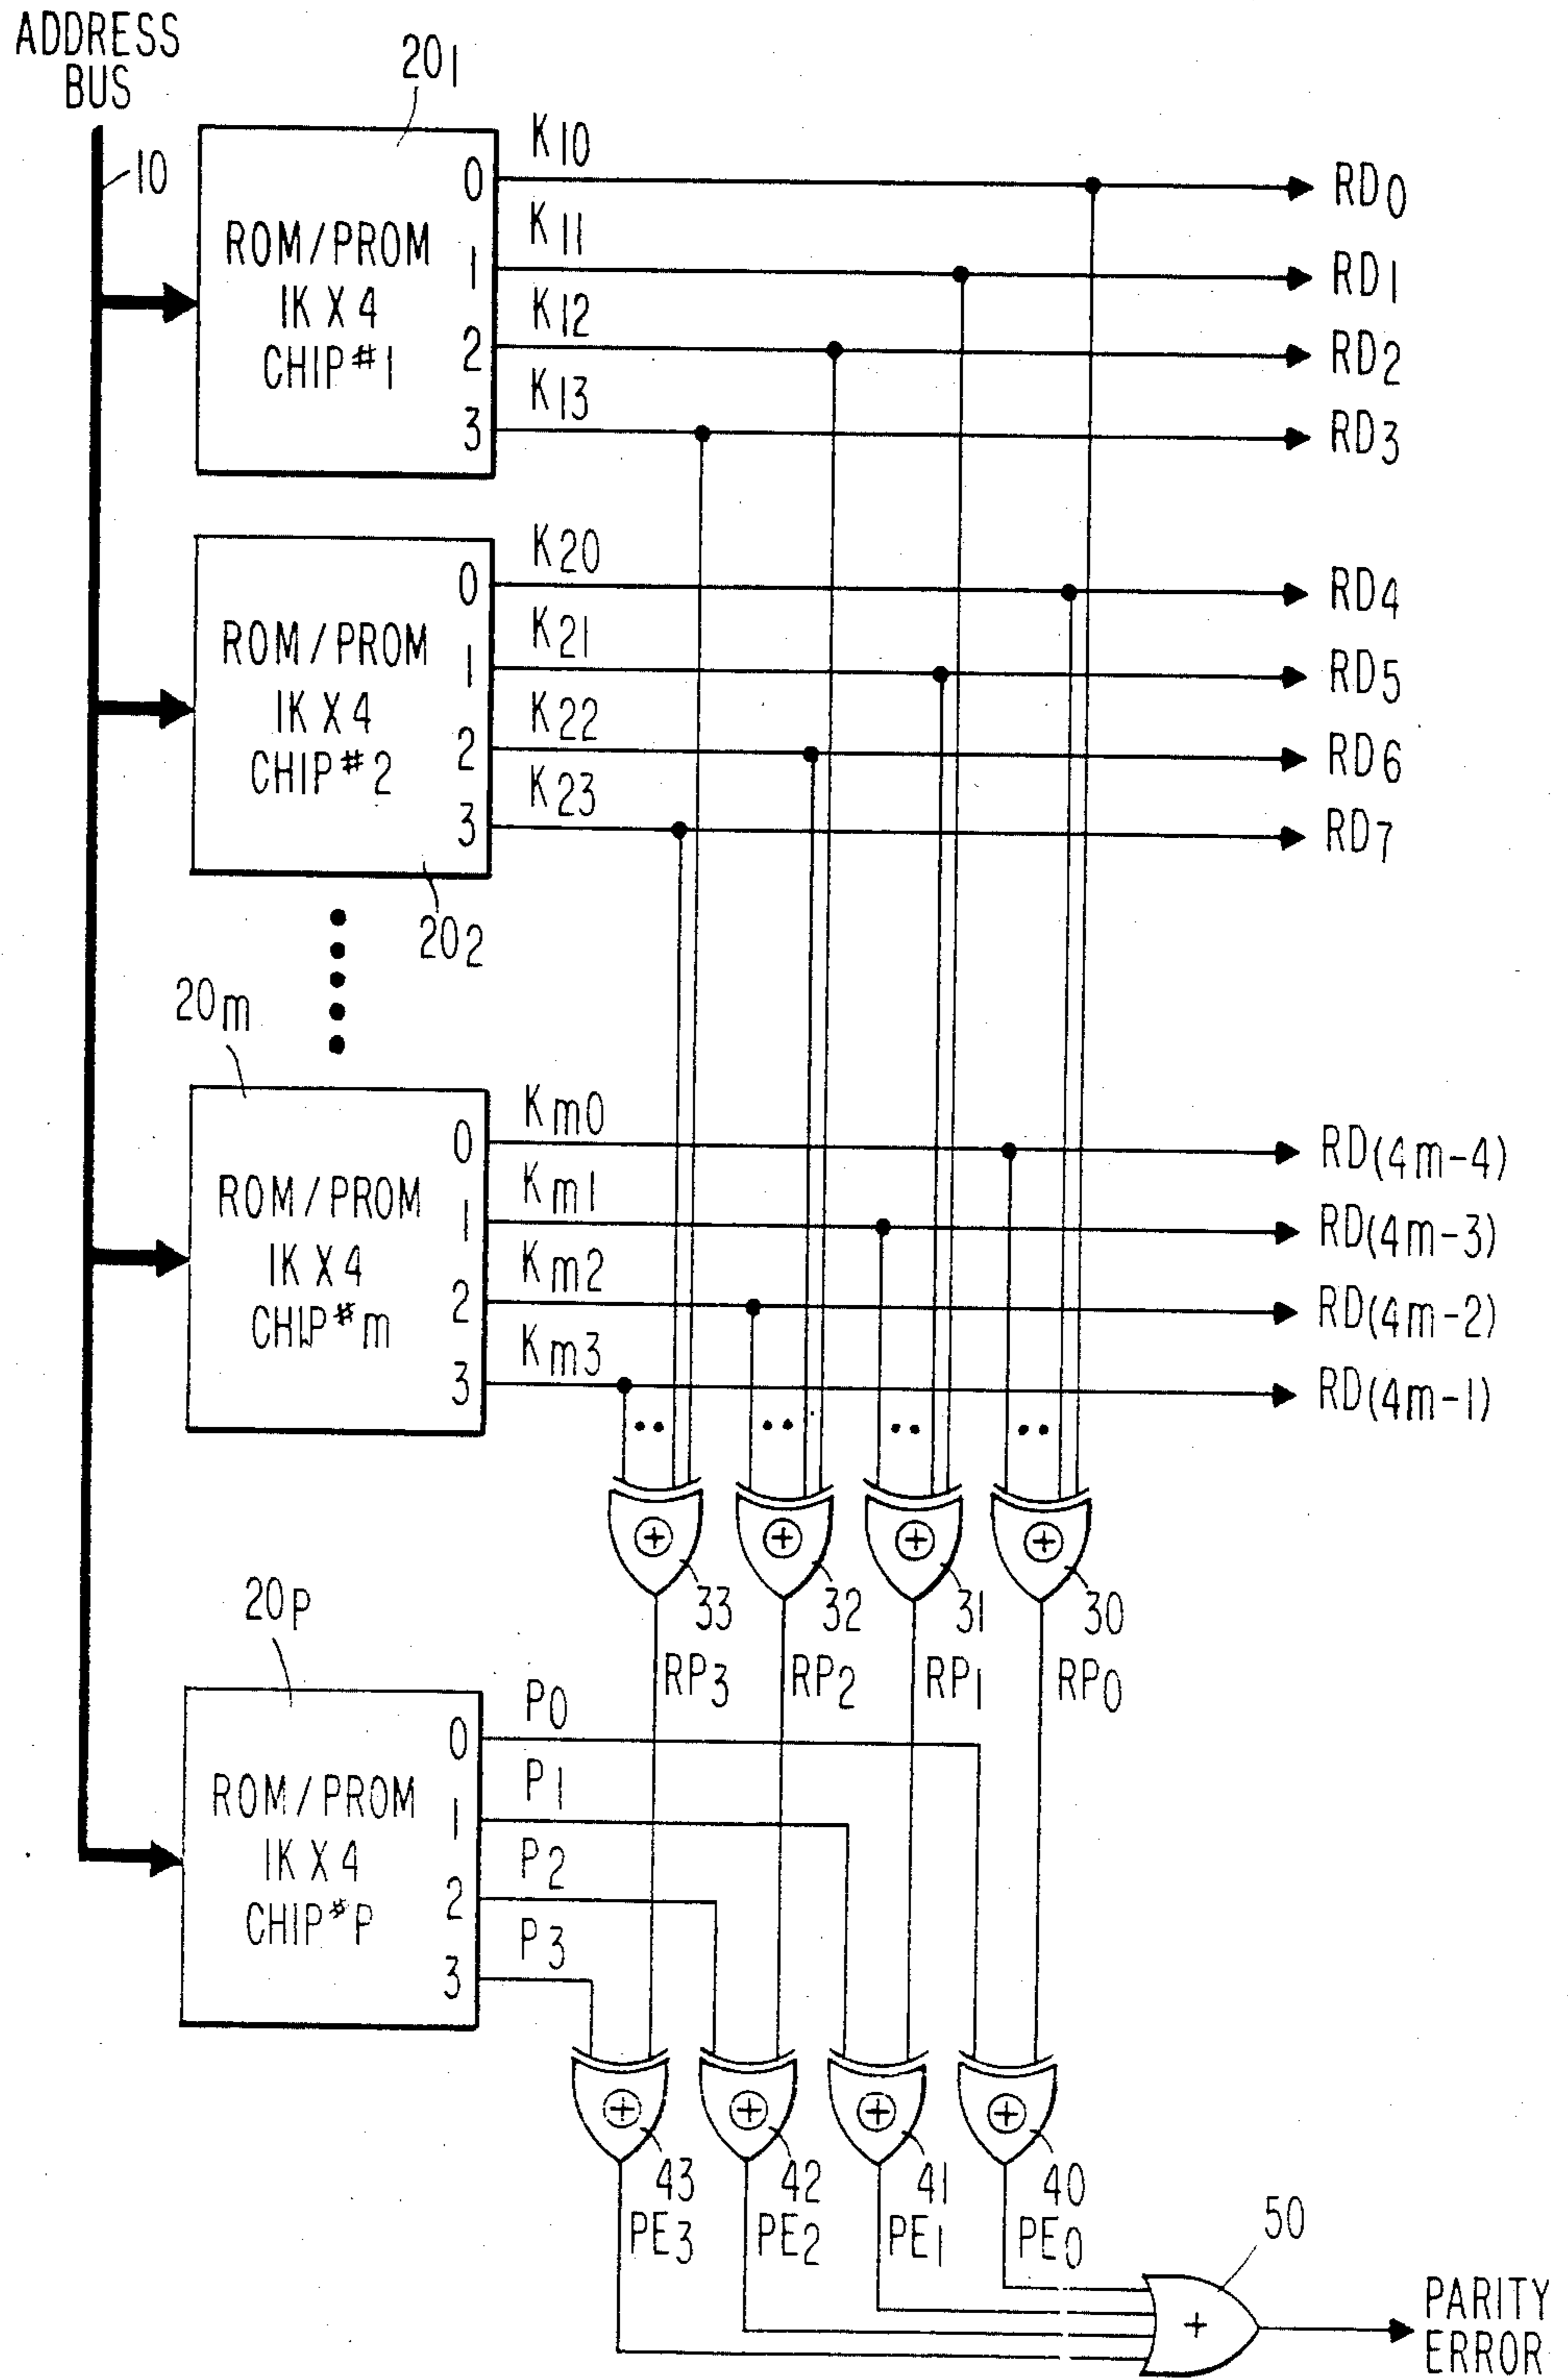 ADDRESS
BUS
10
201
ROM/PROM
1K X 4
CHIP#1
0
1
2
3
K10
K11
K12
K13
RD0
RD1
RD2
RD3
ROM/PROM
1K X 4
CHIP#2
0
1
2
3
K20
K21
K22
K23
RD4
RD5
RD6
RD7
202
20m
ROM/PROM
1K X 4
CHIP#m
0
1
2
3
Km0
Km1
Km2
Km3
RD(4m-4)
RD(4m-3)
RD(4m-2)
RD(4m-1)
+ + + +
33 32 31 30
RP3 RP2 RP1 RP0
20P
ROM/PROM
1K X 4
CHIP#P
0
1
2
3
P0
P1
P2
P3
+ + + +
43 42 41 40
PE3 PE2 PE1 PE0
50
+
PARITY
ERROR